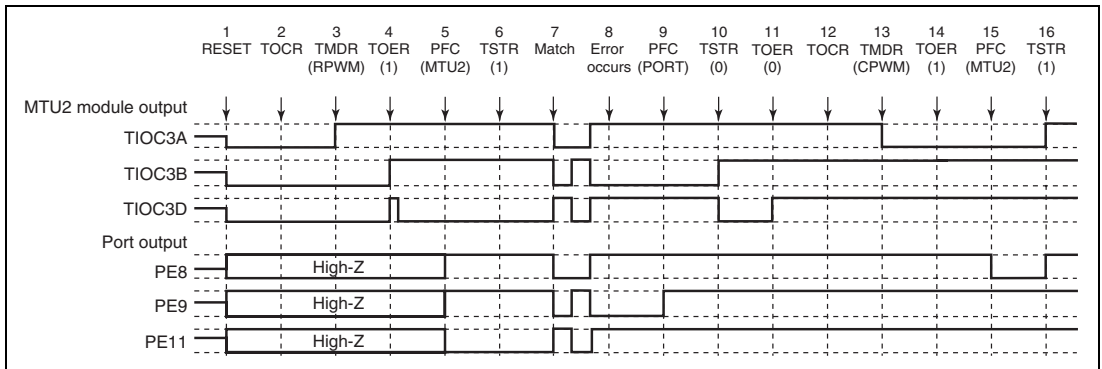 1 2 3 4 5 6 7 8 9 10 11 12 13 14 15 16
RESET TOCR TMDR TOER PFC TSTR Match Error PFC TSTR TOER TOCR TMDR TOER PFC TSTR
(RPWM) (1) (MTU2) (1) occurs (PORT) (0) (0) (CPWM) (1) (MTU2) (1)
MTU2 module output
TIOC3A
TIOC3B
TIOC3D
Port output
PE8 High-Z
PE9 High-Z
PE11 High-Z